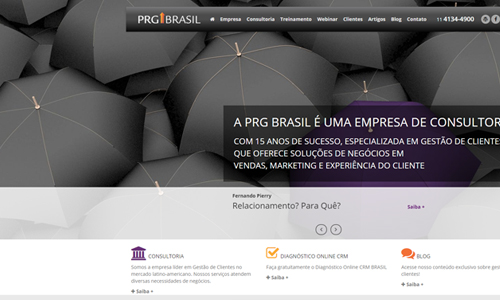 PRG BRASIL
Empresa Consultoria Treinamento Webinar Clientes Artigos Blog Contato 11 4134-4900
A PRG BRASIL É UMA EMPRESA DE CONSULTOR
COM 15 ANOS DE SUCESSO, ESPECIALIZADA EM GESTÃO DE CLIENTES
QUE OFERECE SOLUÇÕES DE NEGÓCIOS EM
VENDAS, MARKETING E EXPERIÊNCIA DO CLIENTE
Fernando Pierry
Relacionamento? Para Quê?
Saiba +
CONSULTORIA
Somos a empresa líder em Gestão de Clientes no
mercado latino-americano. Nossos serviços atendem
diversas necessidades de negócios.
Saiba +
DIAGNÓSTICO ONLINE CRM
Faça gratuitamente o Diagnóstico Online CRM BRASIL
Saiba +
BLOG
Acesse nosso conteúdo exclusivo sobre gest
clientes!
Saiba +